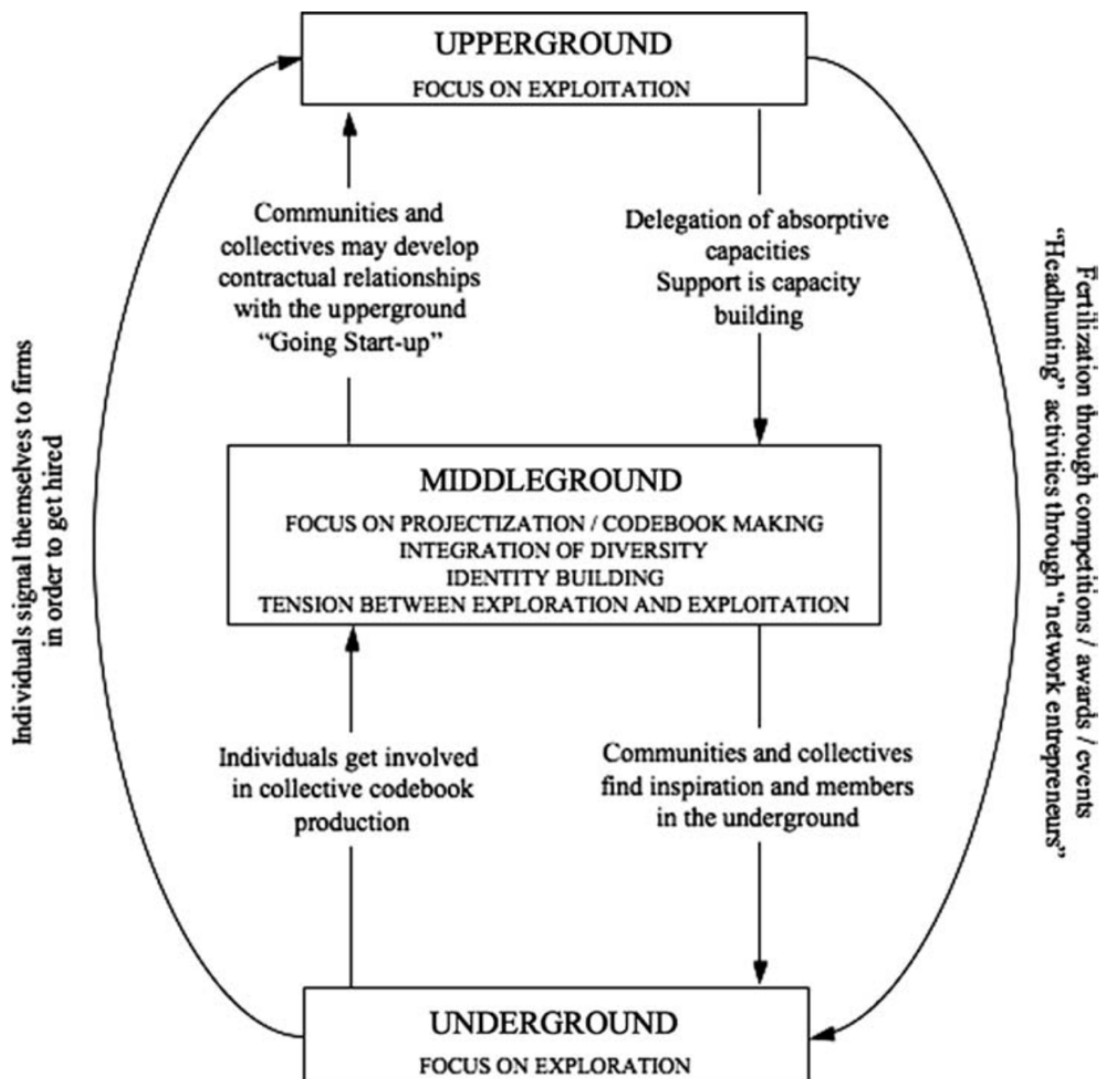 UPPERGROUND
FOCUS ON EXPLOITATION
Communities and
collectives may develop
contractual relationships
with the upperground
“Going Start-up”
Delegation of absorptive
capacities
Support is capacity
building
Individuals signal themselves to firms
in order to get hired
Fertilization through competitions / awards / events
“Headhunting” activities through “network entrepreneurs”
MIDDLEGROUND
FOCUS ON PROJECTIZATION / CODEBOOK MAKING
INTEGRATION OF DIVERSITY
IDENTITY BUILDING
TENSION BETWEEN EXPLORATION AND EXPLOITATION
Individuals get involved
in collective codebook
production
Communities and collectives
find inspiration and members
in the underground
UNDERGROUND
FOCUS ON EXPLORATION